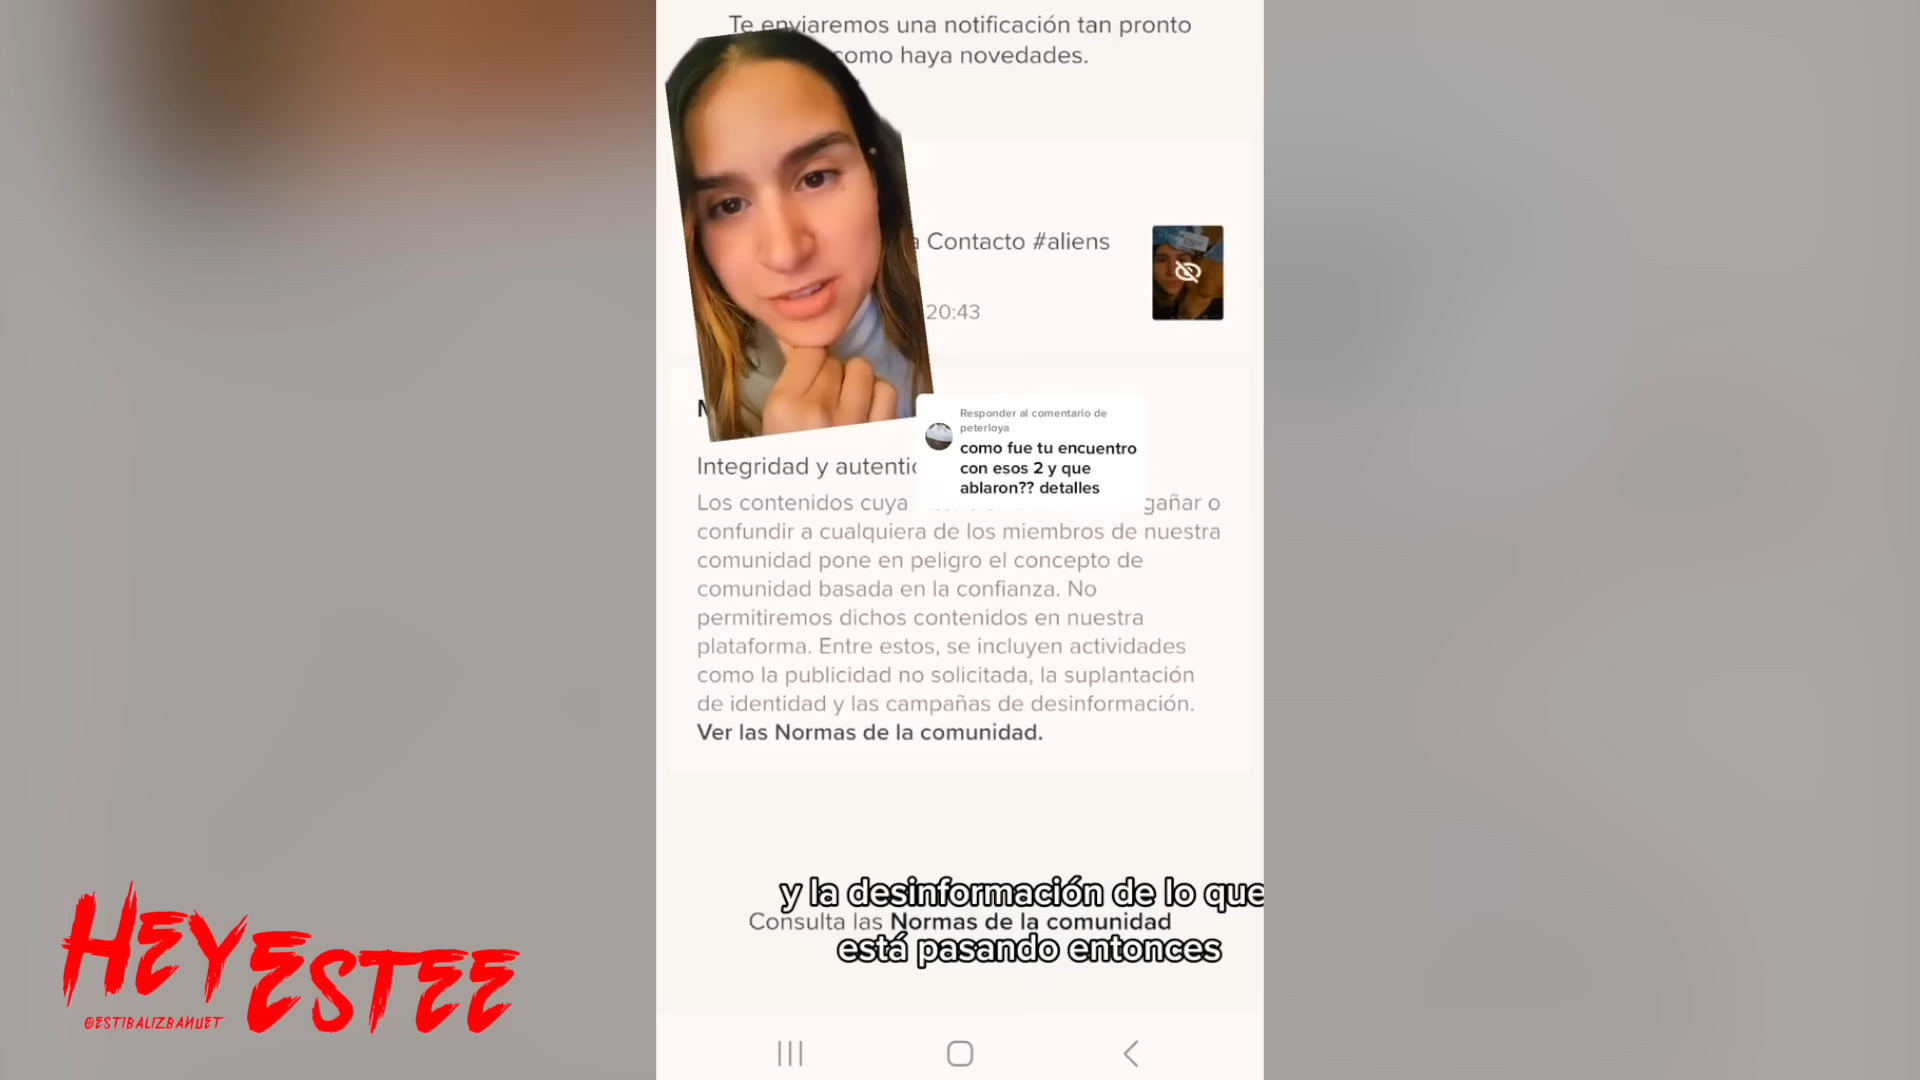 Te enviaremos una notificación tan pronto
como haya novedades.
Contacto #aliens
20:43
Responder al comentario de
peterloya
como fue tu encuentro
con esos 2 y que
ablaron?? detalles
Integridad y
Los contenidos cuya
confundir a cualquiera de los miembros de nuestra
comunidad pone en peligro el concepto de
comunidad basada en la confianza. No
permitiremos dichos contenidos en nuestra
plataforma. Entre estos, se incluyen actividades
como la publicidad no solicitada, la suplantación
de identidad y las campañas de desinformación.
Ver las Normas de la comunidad.
y la desinformación de lo que
Consulta las Normas de la comunidad
está pasando entonces
HEYESTEE
@ESTIBALIZBANUET